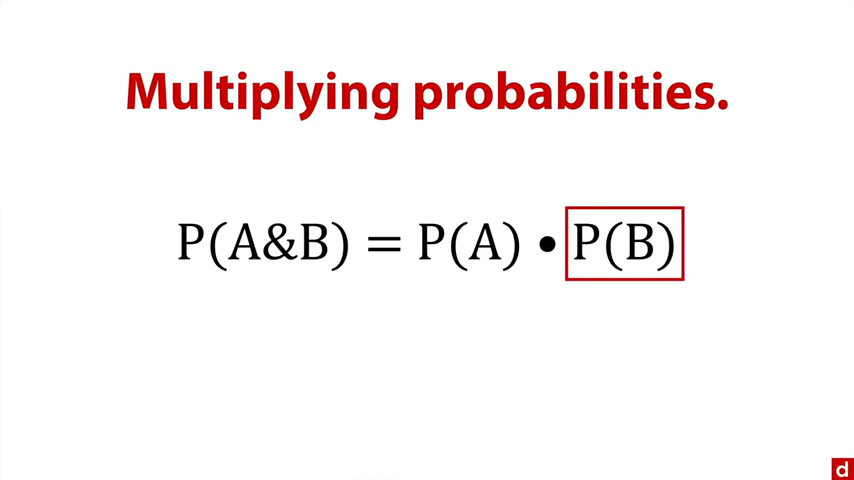 Multiplying probabilities.
P(A&B) = P(A) • P(B)
d